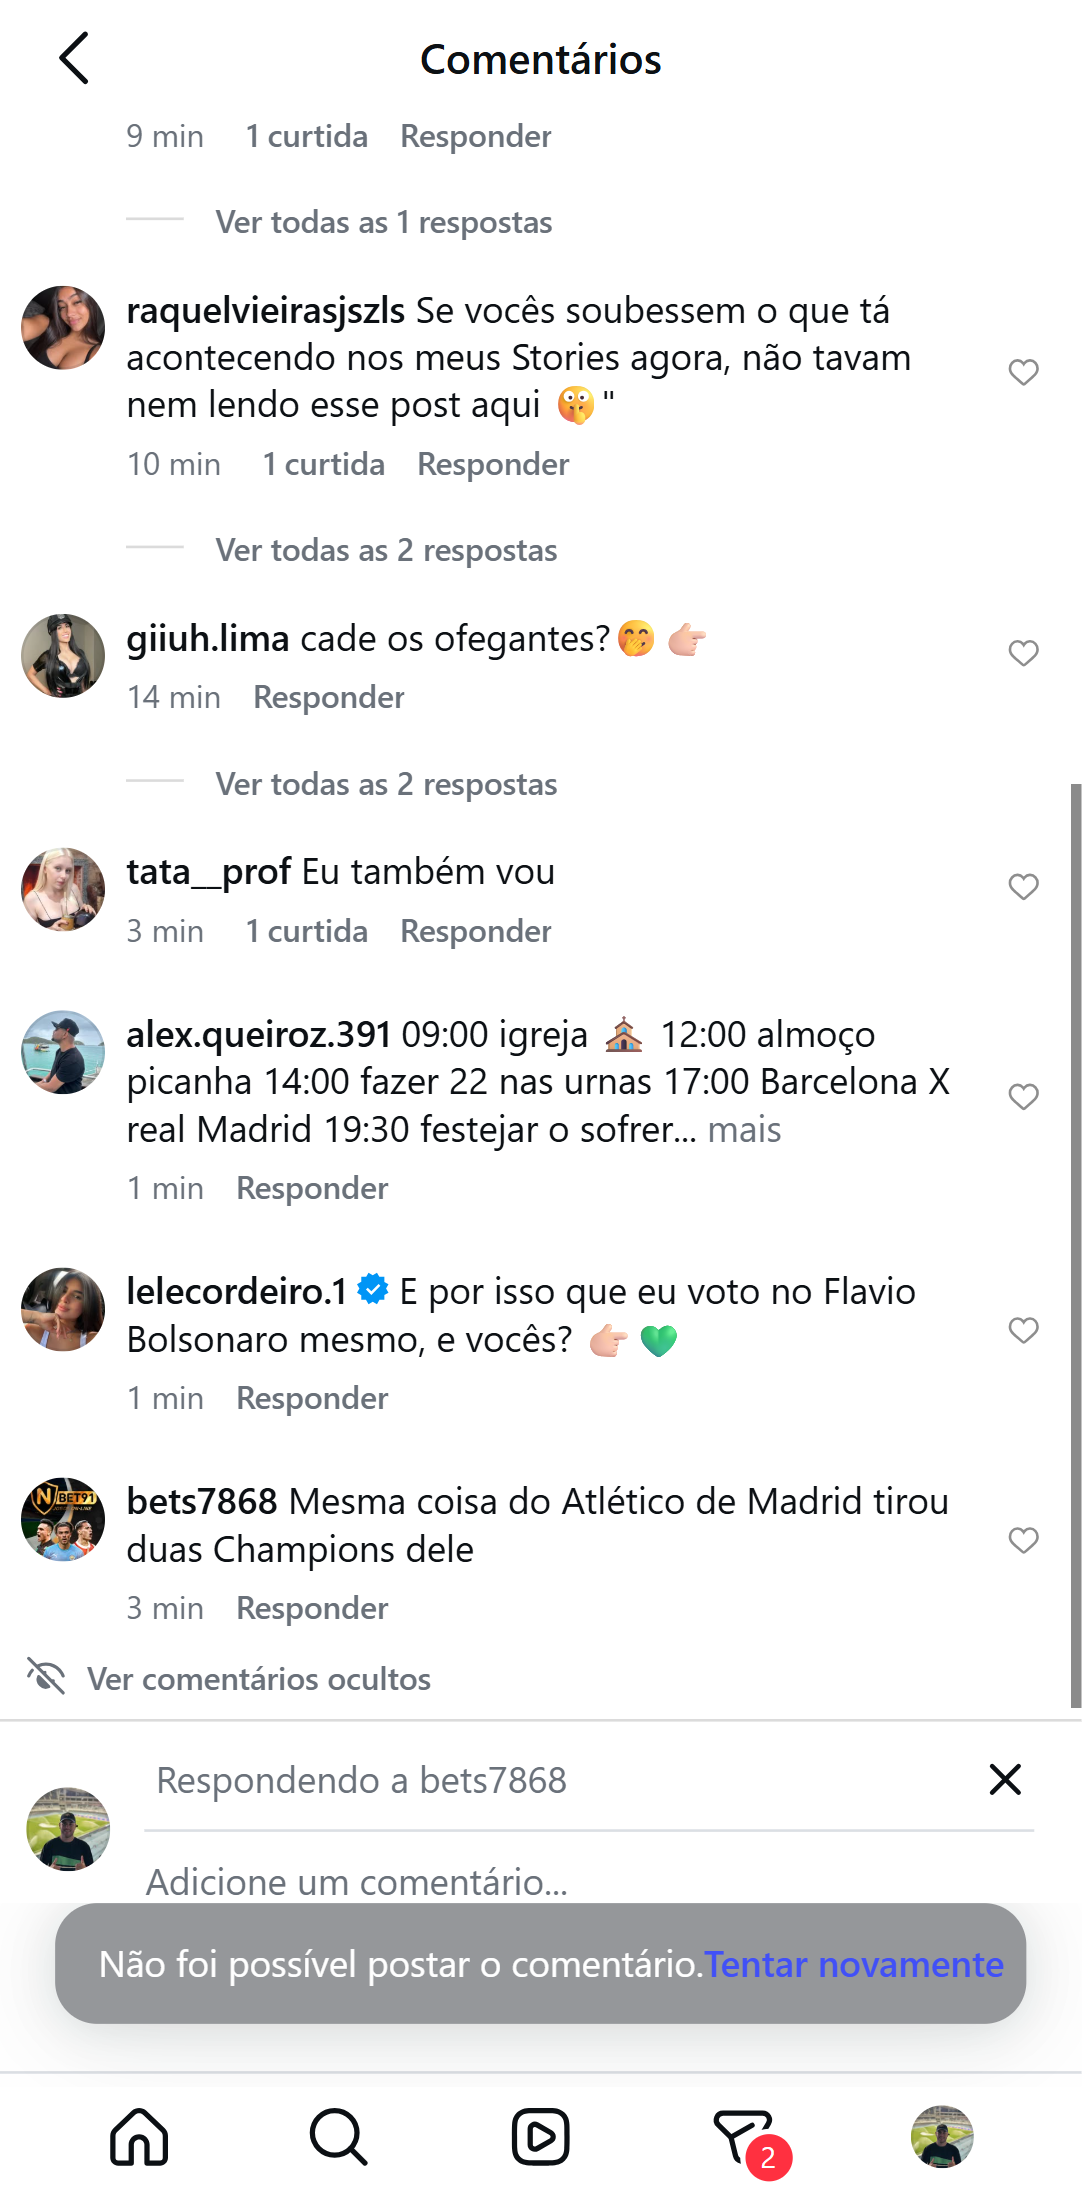 Comentários
9 min 1 curtida Responder
Ver todas as 1 respostas
raquelvieirasjszls Se vocês soubessem o que tá
acontecendo nos meus Stories agora, não tavam
nem lendo esse post aqui 🤫 "
10 min 1 curtida Responder
Ver todas as 2 respostas
giiuh.lima cade os ofegantes?🤭 👉🏻
14 min Responder
Ver todas as 2 respostas
tata__prof Eu também vou
3 min 1 curtida Responder
alex.queiroz.391 09:00 igreja ⛪ 12:00 almoço
picanha 14:00 fazer 22 nas urnas 17:00 Barcelona X
real Madrid 19:30 festejar o sofrer... mais
1 min Responder
lelecordeiro.1 E por isso que eu voto no Flavio
Bolsonaro mesmo, e vocês? 👉🏻 💚
1 min Responder
N BET91
bets7868 Mesma coisa do Atlético de Madrid tirou
duas Champions dele
3 min Responder
Ver comentários ocultos
Respondendo a bets7868
Adicione um comentário...
Não foi possível postar o comentário.Tentar novamente
2